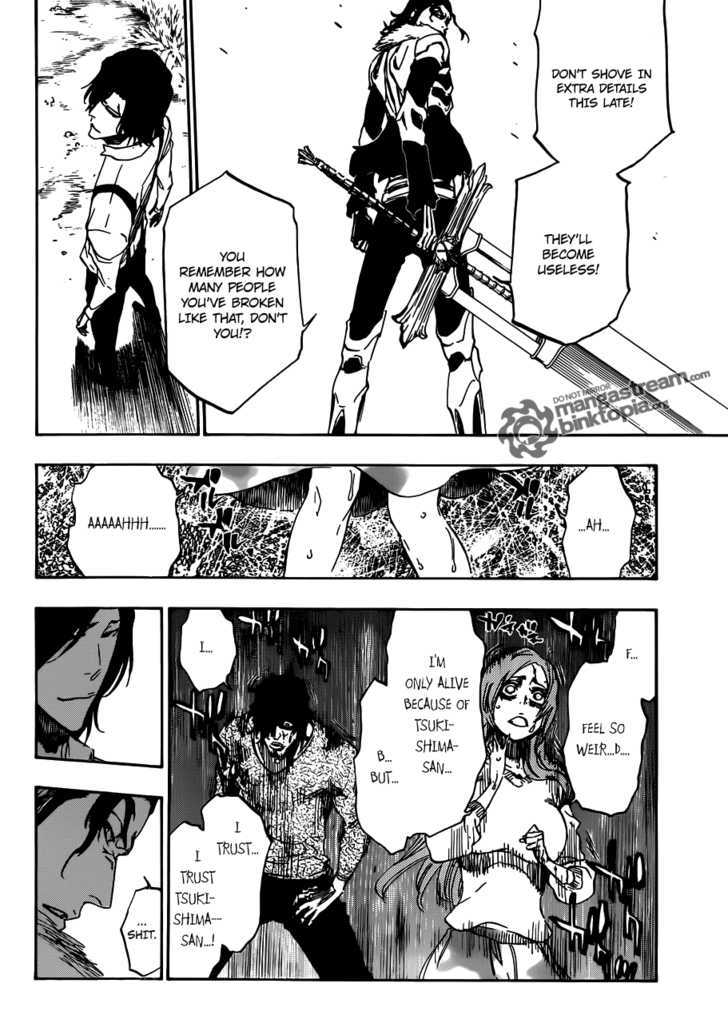 DON'T SHOVE IN
EXTRA DETAILS
THIS LATE!
THEY'LL
BECOME
USELESS!
YOU
REMEMBER HOW
MANY PEOPLE
YOU'VE BROKEN
LIKE THAT, DON'T
YOU!?
DO NOT MIRROR
mangastream.com
binktopia.org
...AH...
AAAAAHHH.......
F...
FEEL SO
WEIR...D....
I'M
ONLY ALIVE
BECAUSE OF
TSUKI-
SHIMA-
SAN...
B...
BUT...
I...
I
TRUST...
I
TRUST
TSUKI-
SHIMA-
SAN...!
...
SHIT.